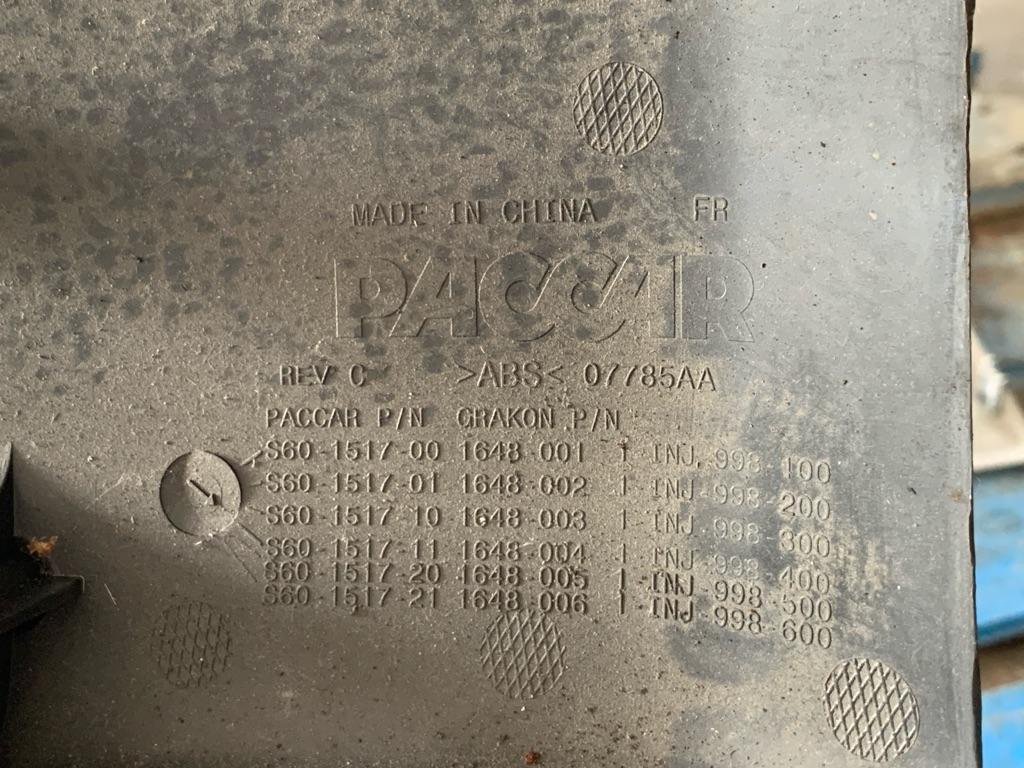 MADE IN CHINA FR
PACCAR
REV C >ABS< 07785AA
PACCAR P/N GRAKON P/N
S60-1517-00 1648-001 1-INJ-998-100
S60-1517-01 1648-002 1-INJ-998-200
S60-1517-10 1648-003 1-INJ-998-300
S60-1517-11 1648-004 1-INJ-998-400
S60-1517-20 1648-005 1-INJ-998-500
S60-1517-21 1648-006 1-INJ-998-600